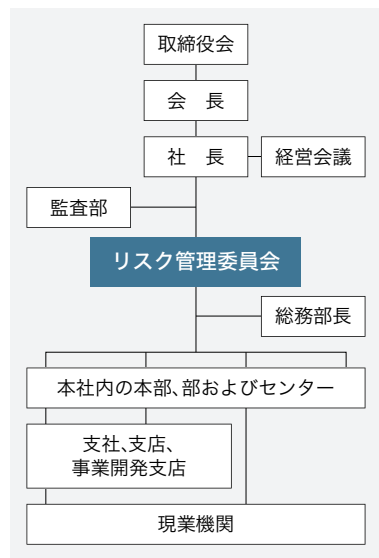 取締役会
会　長
社　長
経営会議
監査部
リスク管理委員会
総務部長
本社内の本部、部およびセンター
支社、支店、
事業開発支店
現業機関